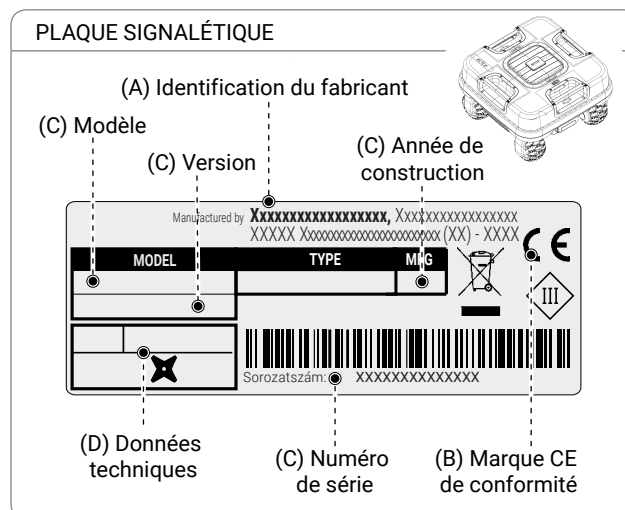 PLAQUE SIGNALÉTIQUE
(A) Identification du fabricant
(C) Modèle
(C) Version
(C) Année de
construction
Manufactured by Xxxxxxxxxxxxxxxxxx, Xxxxxxxxxxxxxxxxx
XXXXX Xxxxxxxxxxxxxxxxxxxxxxxx (XX) - XXXX
CE
MODEL TYPE MFG
III
Sorozatszám: XXXXXXXXXXXXXX
(D) Données
techniques
(C) Numéro
de série
(B) Marque CE
de conformité